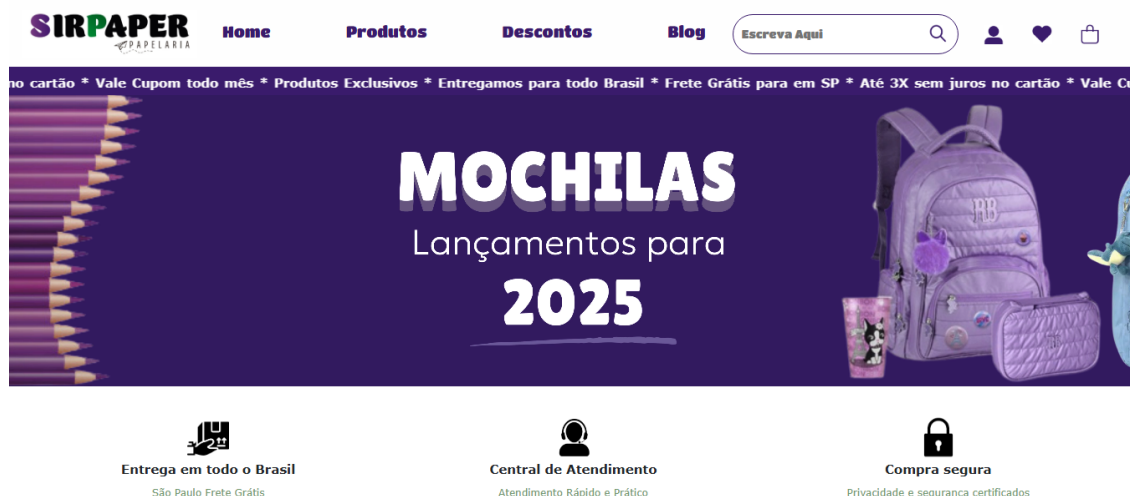 SIRPAPER
PAPELARIA
Home
Produtos
Descontos
Blog
Escreva Aqui
no cartão * Vale Cupom todo mês * Produtos Exclusivos * Entregamos para todo Brasil * Frete Grátis para em SP * Até 3X sem juros no cartão * Vale
MOCHILAS
Lançamentos para
2025
Entrega em todo o Brasil
São Paulo Frete Grátis
Central de Atendimento
Atendimento Rápido e Prático
Compra segura
Privacidade e segurança certificados